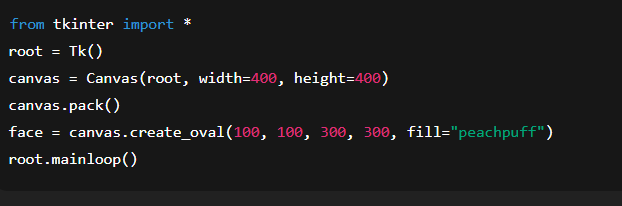 from tkinter import *
root = Tk()
canvas = Canvas(root, width=400, height=400)
canvas.pack()
face = canvas.create_oval(100, 100, 300, 300, fill="peachpuff")
root.mainloop()